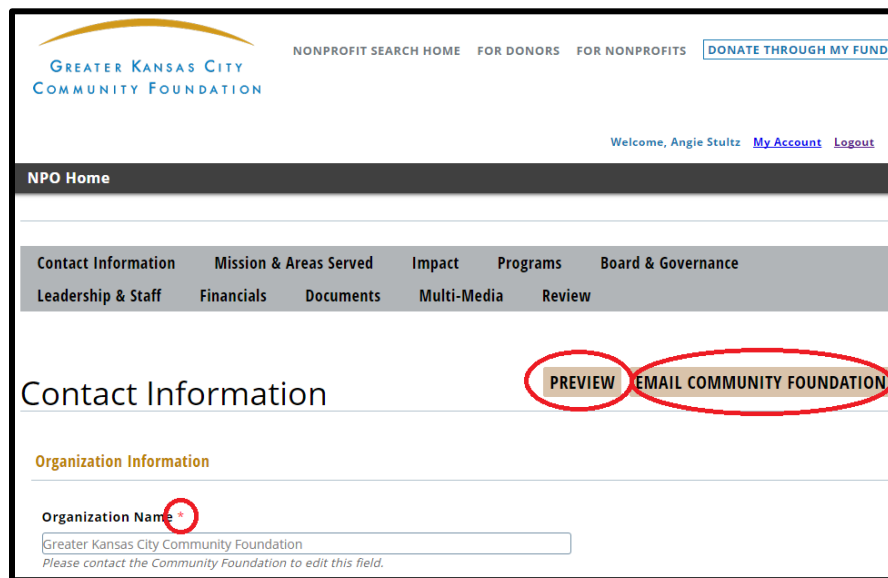 GREATER KANSAS CITY
COMMUNITY FOUNDATION
NONPROFIT SEARCH HOME FOR DONORS FOR NONPROFITS DONATE THROUGH MY FUND
Welcome, Angie Stultz My Account Logout
NPO Home
Contact Information Mission & Areas Served Impact Programs Board & Governance
Leadership & Staff Financials Documents Multi-Media Review
Contact Information PREVIEW EMAIL COMMUNITY FOUNDATION
Organization Information
Organization Name *
Greater Kansas City Community Foundation
Please contact the Community Foundation to edit this field.